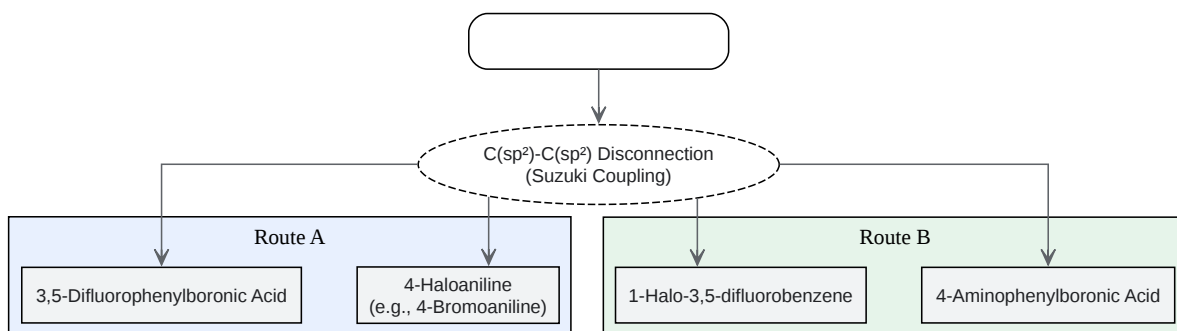 C(sp²)-C(sp²) Disconnection
(Suzuki Coupling)
Route A
3,5-Difluorophenylboronic Acid
4-Haloaniline
(e.g., 4-Bromoaniline)
Route B
1-Halo-3,5-difluorobenzene
4-Aminophenylboronic Acid